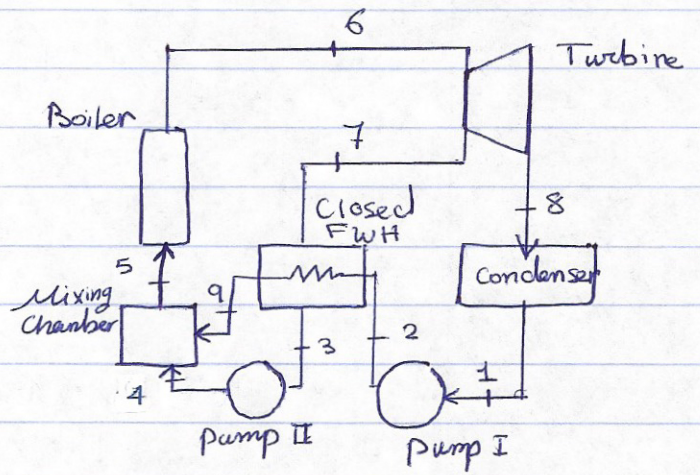 6
Turbine
Boiler
7
Closed
FWH
8
5
Condenser
Mixing
Chamber
9
3
2
1
4
Pump II
Pump I